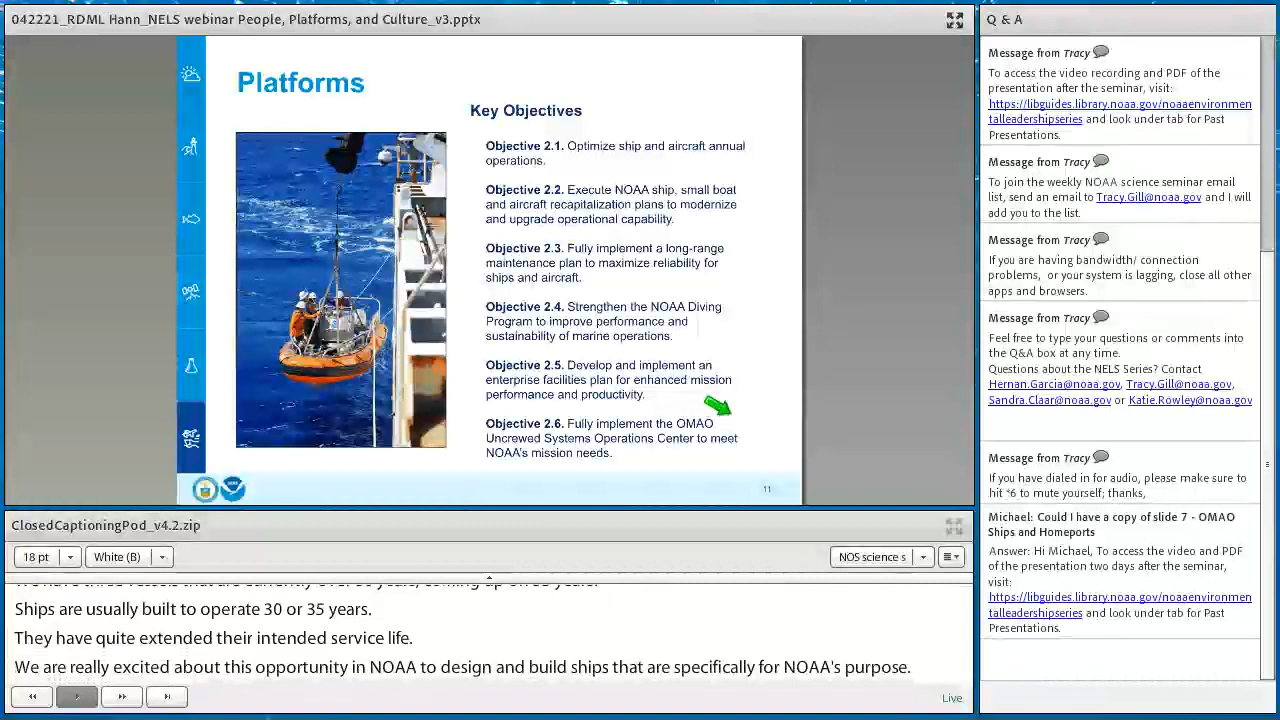 042221_RDML Hann_NELS webinar People, Platforms, and Culture_v3.pptx
Platforms
Key Objectives
Objective 2.1. Optimize ship and aircraft annual
operations.
Objective 2.2. Execute NOAA ship, small boat
and aircraft recapitalization plans to modernize
and upgrade operational capability.
Objective 2.3. Fully implement a long-range
maintenance plan to maximize reliability for
ships and aircraft.
Objective 2.4. Strengthen the NOAA Diving
Program to improve performance and
sustainability of marine operations.
Objective 2.5. Develop and implement an
enterprise facilities plan for enhanced mission
performance and productivity.
Objective 2.6. Fully implement the OMAO
Uncrewed Systems Operations Center to meet
NOAA's mission needs.
11
ClosedCaptioningPod_v4.2.zip
18 pt
White (B)
NOS science s
Ships are usually built to operate 30 or 35 years.
They have quite extended their intended service life.
We are really excited about this opportunity in NOAA to design and build ships that are specifically for NOAA's purpose.
Live
Q & A
Message from Tracy
To access the video recording and PDF of the
presentation after the seminar, visit:
https://libguides.library.noaa.gov/noaaenvironmen
talleadershipseries and look under tab for Past
Presentations.
Message from Tracy
To join the weekly NOAA science seminar email
list, send an email to Tracy.Gill@noaa.gov and I will
add you to the list.
Message from Tracy
If you are having bandwidth/ connection
problems, or your system is lagging, close all other
apps and browsers.
Message from Tracy
Feel free to type your questions or comments into
the Q&A box at any time.
Questions about the NELS Series? Contact
Hernan.Garcia@noaa.gov, Tracy.Gill@noaa.gov,
Sandra.Claar@noaa.gov or Katie.Rowley@noaa.gov
Message from Tracy
If you have dialed in for audio, please make sure to
hit *6 to mute yourself; thanks,
Michael: Could I have a copy of slide 7 - OMAO
Ships and Homeports
Answer: Hi Michael, To access the video and PDF
of the presentation two days after the seminar,
visit:
https://libguides.library.noaa.gov/noaaenvironmen
talleadershipseries and look under tab for Past
Presentations.